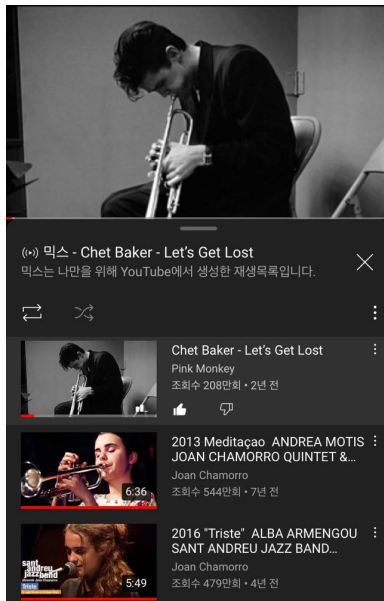 믹스 - Chet Baker - Let’s Get Lost
믹스는 나만을 위해 YouTube에서 생성한 재생목록입니다.
Chet Baker - Let’s Get Lost
Pink Monkey
조회수 208만회 • 2년 전
2013 Meditaçao ANDREA MOTIS
JOAN CHAMORRO QUINTET &...
Joan Chamorro
조회수 544만회 • 7년 전
6:36
2016 "Triste" ALBA ARMENGOU
SANT ANDREU JAZZ BAND...
Joan Chamorro
조회수 479만회 • 4년 전
sant
andreu
jazzband
Triste
5:49